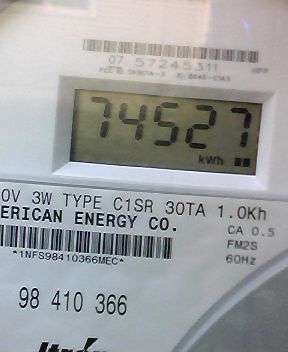 07 57245311
74527
kWh
0V 3W TYPE C1SR 30TA 1.0Kh
ERICAN ENERGY CO.
CA 0.5
FM2S
60Hz
*1NFS98410366MEC*
98 410 366
Itron